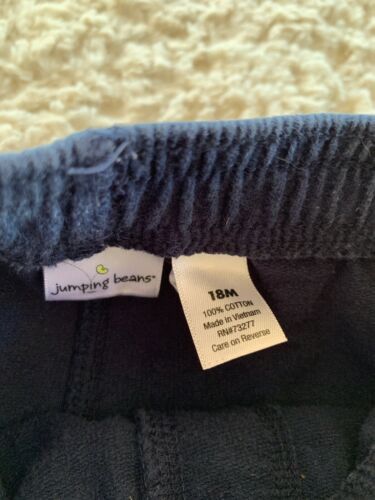 jumping beans®
18M
100% COTTON
Made in Vietnam
RN#73277
Care on Reverse